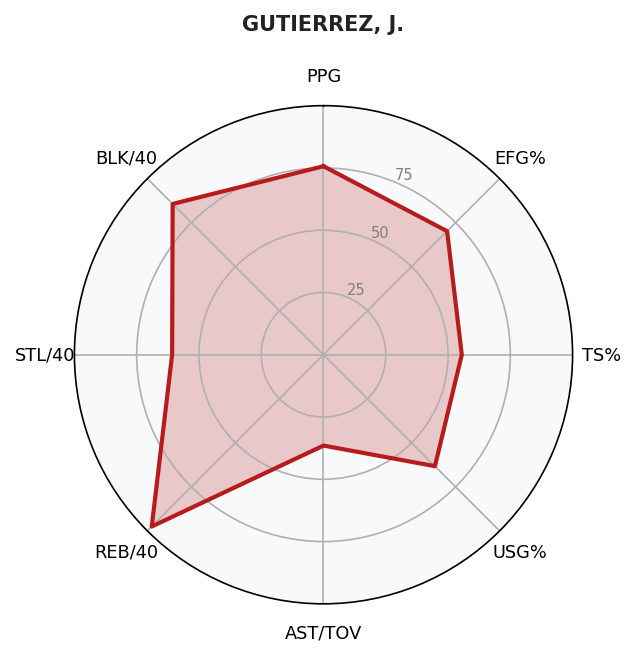 GUTIERREZ, J.
PPG
BLK/40
EFG%
75
50
25
STL/40
TS%
REB/40
USG%
AST/TOV